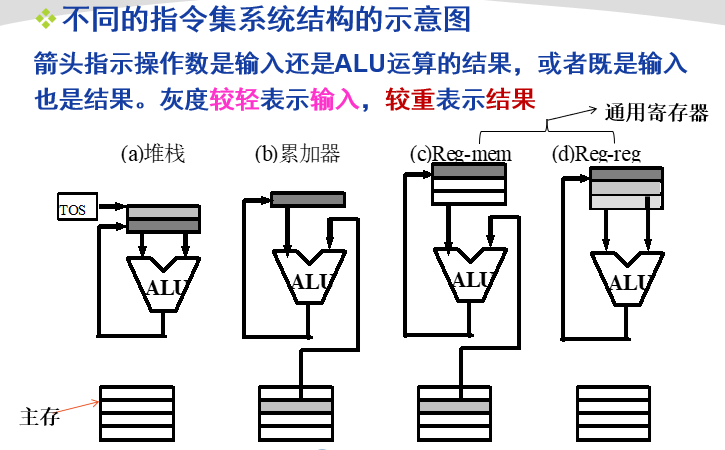 不同的指令集系统结构的示意图
箭头指示操作数是输入还是ALU运算的结果，或者既是输入
也是结果。灰度较轻表示输入，较重表示结果
通用寄存器
(a)堆栈
(b)累加器
(c)Reg-mem
(d)Reg-reg
TOS
ALU
ALU
ALU
ALU
主存